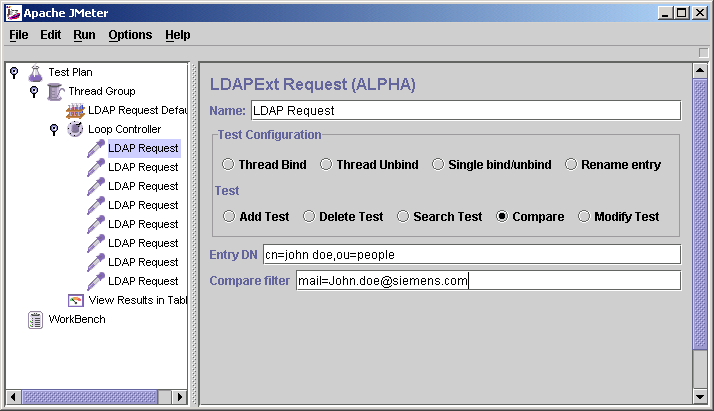 Apache JMeter
File Edit Run Options Help
Test Plan
Thread Group
LDAP Request Defau
Loop Controller
LDAP Request
LDAP Request
LDAP Request
LDAP Request
LDAP Request
LDAP Request
LDAP Request
LDAP Request
View Results in Tabl
WorkBench
LDAPExt Request (ALPHA)
Name: LDAP Request
Test Configuration
Thread Bind Thread Unbind Single bind/unbind Rename entry
Test
Add Test Delete Test Search Test Compare Modify Test
Entry DN cn=john doe,ou=people
Compare filter mail=John.doe@siemens.com